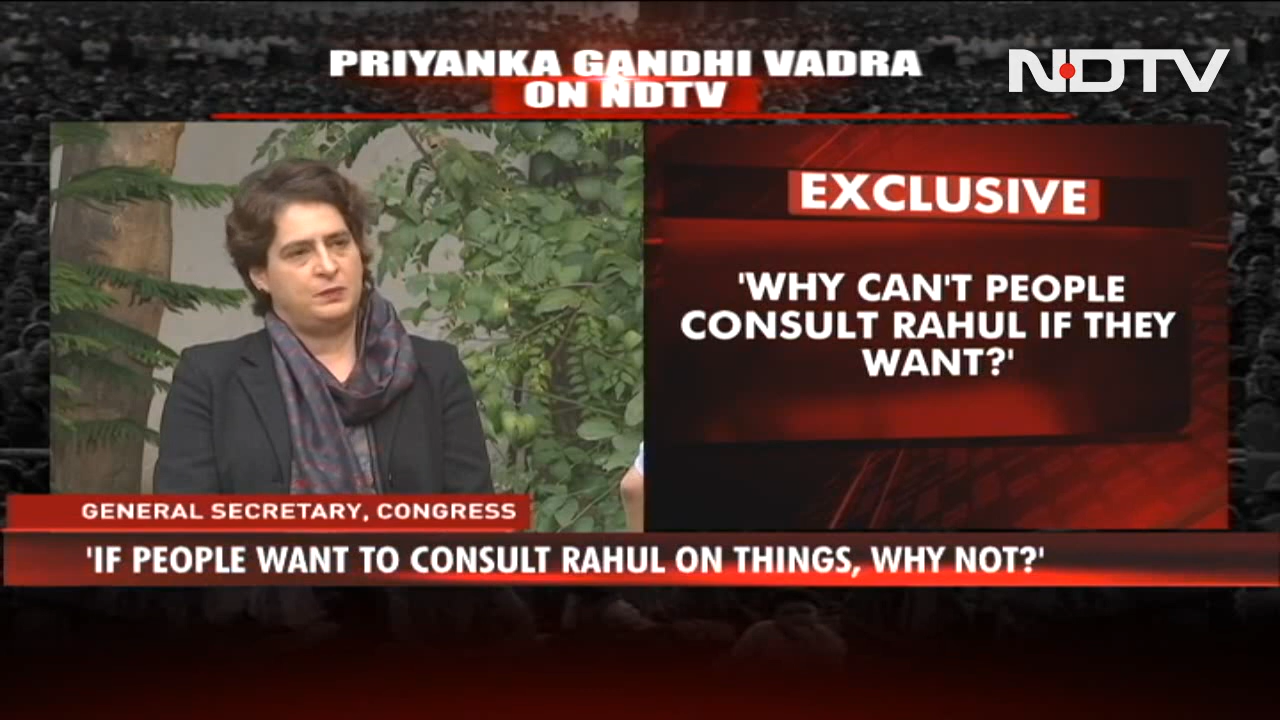 PRIYANKA GANDHI VADRA
ON NDTV
NDTV
EXCLUSIVE
'WHY CAN'T PEOPLE
CONSULT RAHUL IF THEY
WANT?'
GENERAL SECRETARY, CONGRESS
'IF PEOPLE WANT TO CONSULT RAHUL ON THINGS, WHY NOT?'